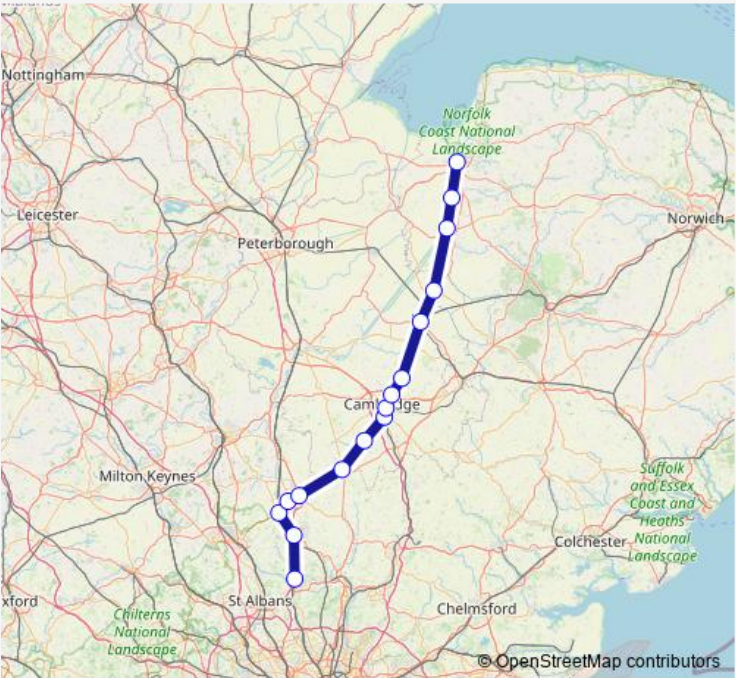 Nottingham
Norfolk
Coast National
Landscape
Leicester
Norwich
Peterborough
Milton Keynes
Suffolk
and Essex
Coast and
Heaths
National
Landscape
Colchester
xford
St Albans
Chelmsford
Chilterns
National
Landscape
© OpenStreetMap contributors